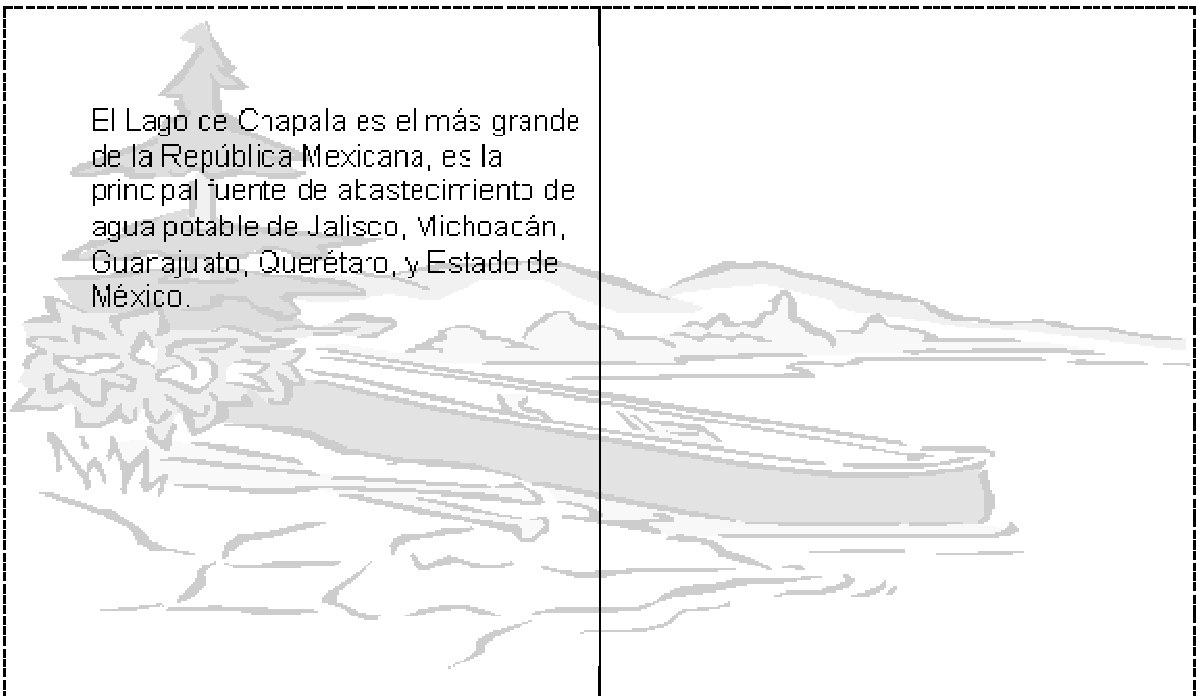 El Lago de Chapala es el más grande
de la República Mexicana, es la
principal fuente de abastecimiento de
agua potable de Jalisco, Michoacán,
Guanajuato, Querétaro, y Estado de
México.